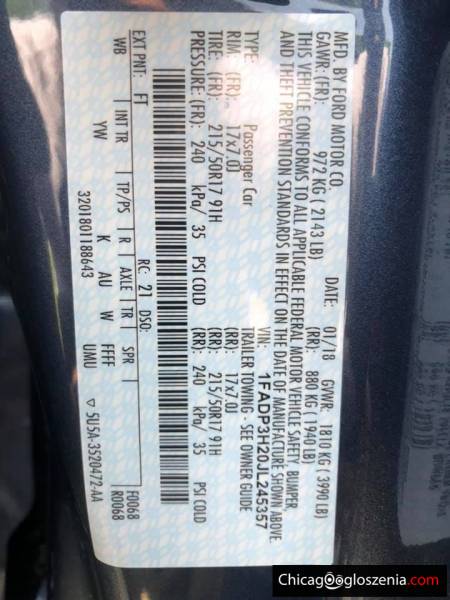 MFD. BY FORD MOTOR CO.
DATE: 01/18 GVWR: 1810 KG ( 3990 LB)
GAWR: (FR): 972 KG ( 2143 LB) (RR): 880 KG ( 1940 LB)
THIS VEHICLE CONFORMS TO ALL APPLICABLE FEDERAL MOTOR VEHICLE SAFETY, BUMPER,
AND THEFT PREVENTION STANDARDS IN EFFECT ON THE DATE OF MANUFACTURE SHOWN ABOVE.
VIN: 1FADP3H20JL245357
TYPE: Passenger Car TRAILER TOWING - SEE OWNER GUIDE
RIM: (FR): 17x7.0J (RR): 17x7.0J
TIRE: (FR): 215/50R17 91H (RR): 215/50R17 91H
PRESSURE: (FR): 240 kPa/ 35 PSI COLD (RR): 240 kPa/ 35 PSI COLD
EXT PNT: FT RC: 21 DSO: F0068
WB INT TR TP/PS R AXLE TR SPR R0068
YW K AU W FFFF UMU
3201801188643 ▽ 5U5A-3520472-AA
Chicag@ogloszenia.com